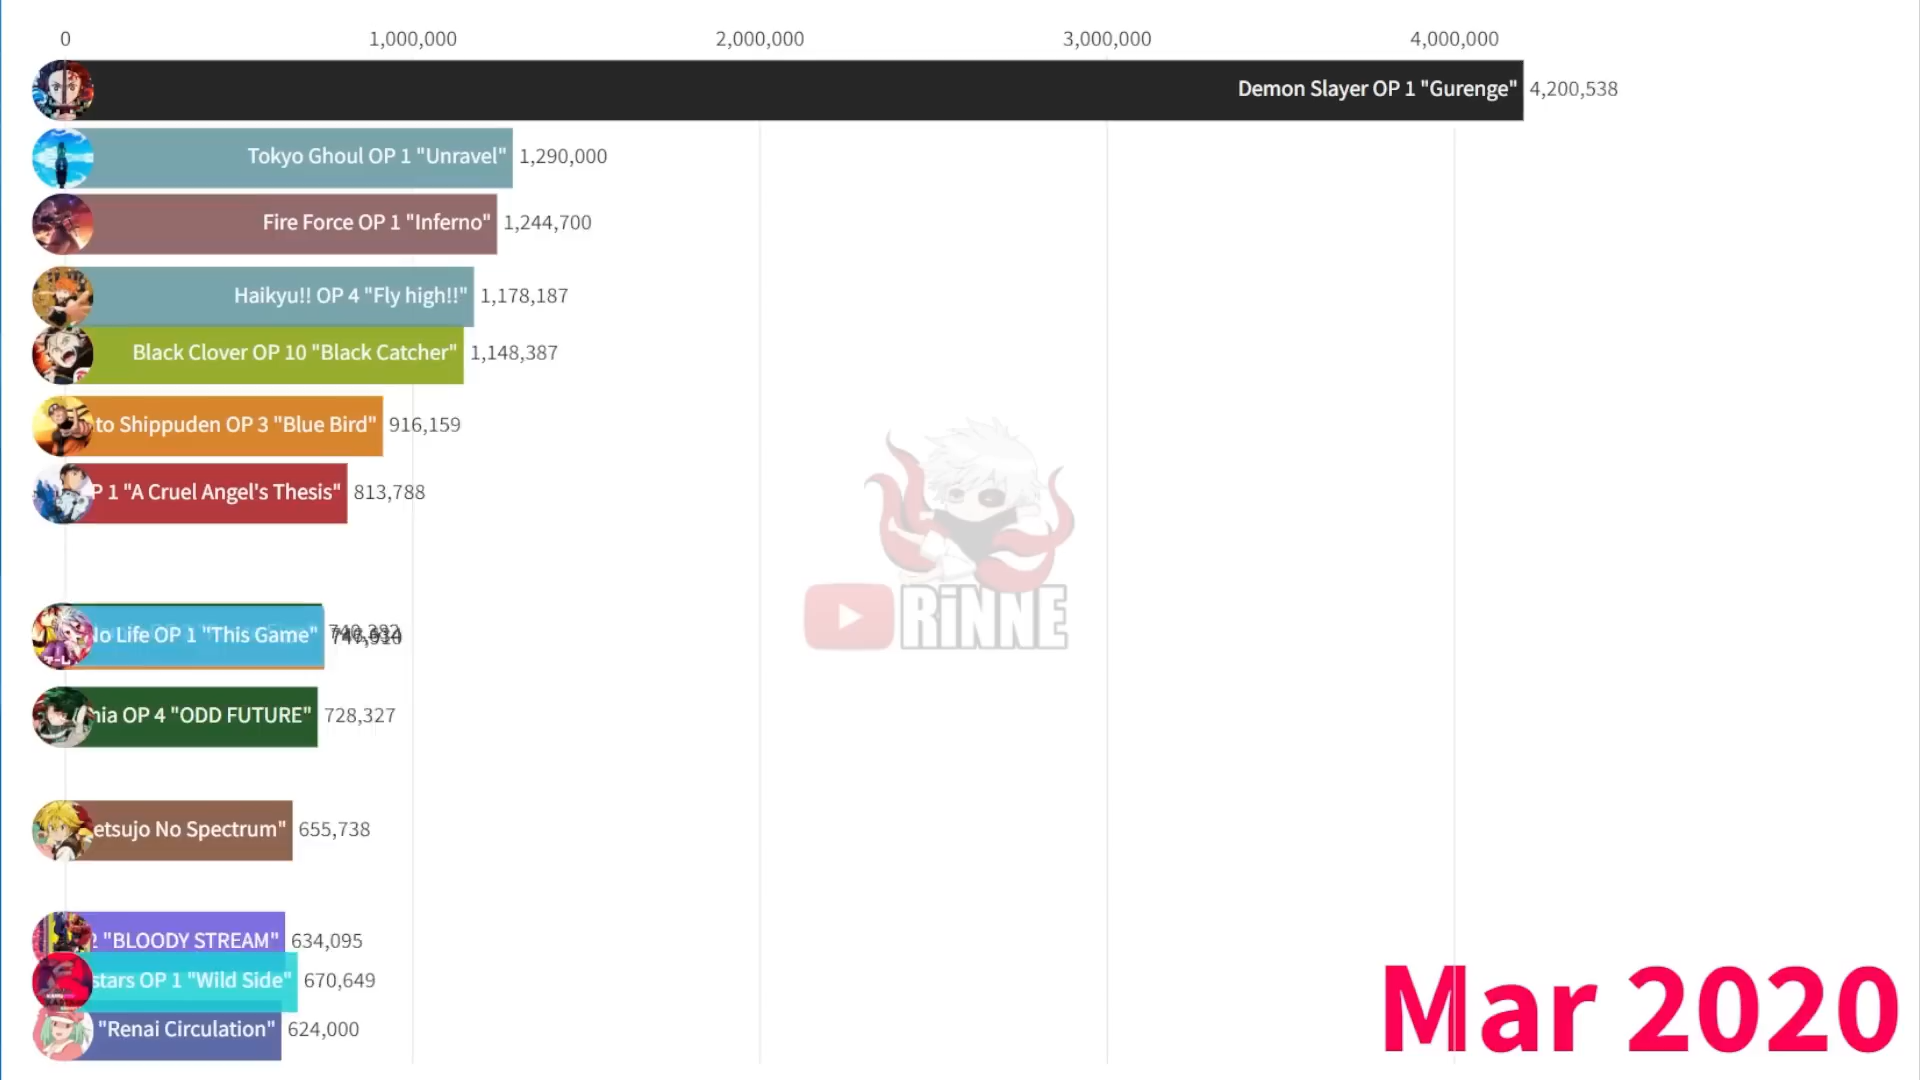 0 1,000,000 2,000,000 3,000,000 4,000,000
Demon Slayer OP 1 "Gurenge" 4,200,538
Tokyo Ghoul OP 1 "Unravel" 1,290,000
Fire Force OP 1 "Inferno" 1,244,700
Haikyu!! OP 4 "Fly high!!" 1,178,187
Black Clover OP 10 "Black Catcher" 1,148,387
to Shippuden OP 3 "Blue Bird" 916,159
P 1 "A Cruel Angel's Thesis" 813,788
No Life OP 1 "This Game"
nia OP 4 "ODD FUTURE" 728,327
etsujo No Spectrum" 655,738
2 "BLOODY STREAM" 634,095
stars OP 1 "Wild Side" 670,649
"Renai Circulation" 624,000
RiNNE
Mar 2020